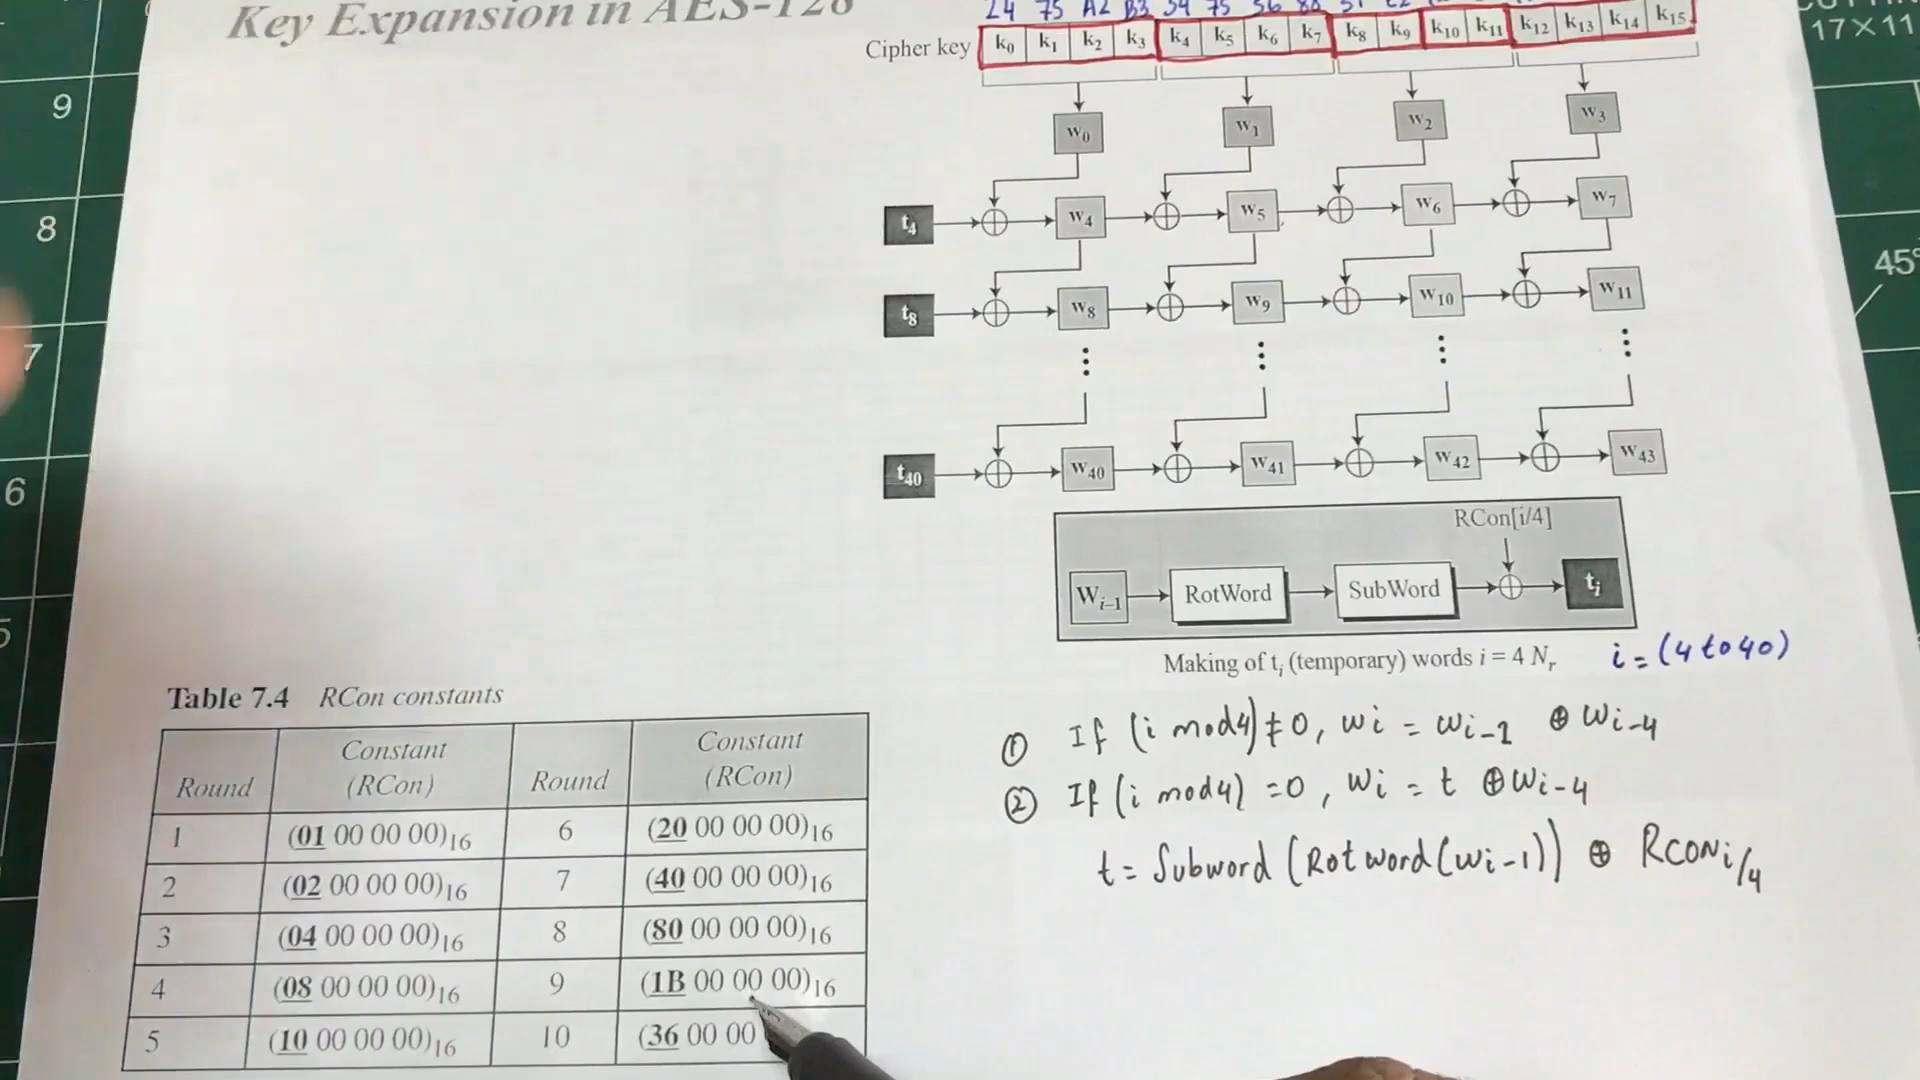 Key Expansion in AES-128
24 75 A2 B3 34 75 56 88 31 E2
Cipher key k0 k1 k2 k3 k4 k5 k6 k7 k8 k9 k10 k11 k12 k13 k14 k15
w0 w1 w2 w3
t4 w4 w5 w6 w7
t8 w8 w9 w10 w11
t40 w40 w41 w42 w43
RCon[i/4]
Wi–1 RotWord SubWord ti
Making of ti (temporary) words i = 4 Nr i = (4 to 40)
① If (i mod 4) ≠ 0, wi = wi-1 ⊕ wi-4
② If (i mod 4) = 0, wi = t ⊕ wi-4
t = Subword (Rotword(wi-1)) ⊕ RCONi/4
Table 7.4 RCon constants
Round Constant (RCon) Round Constant (RCon)
1 (01 00 00 00)16 6 (20 00 00 00)16
2 (02 00 00 00)16 7 (40 00 00 00)16
3 (04 00 00 00)16 8 (80 00 00 00)16
4 (08 00 00 00)16 9 (1B 00 00 00)16
5 (10 00 00 00)16 10 (36 00 00
9
8
7
6
5
17×11
45°